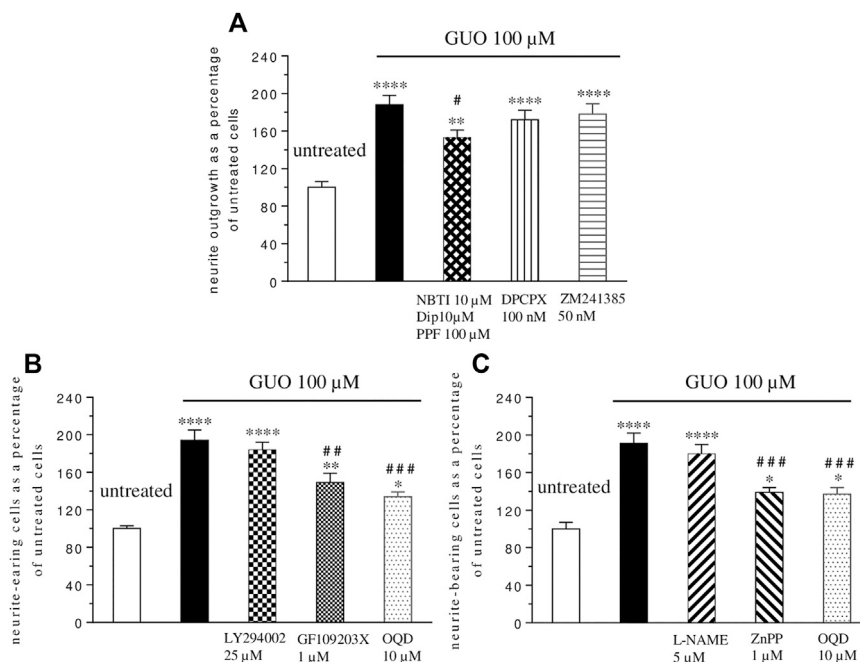 A
GUO 100 µM
neurite outgrowth as a percentage
of untreated cells
240
200
160
120
80
40
0
untreated
****
#
**
****
****
NBTI 10 µM
Dip10µM
PPF 100 µM
DPCPX
100 nM
ZM241385
50 nM
B
GUO 100 µM
neurite-earing cells as a percentage
of untreated cells
240
200
160
120
80
40
0
untreated
****
****
##
**
###
*
LY294002
25 µM
GF109203X
1 µM
OQD
10 µM
C
GUO 100 µM
neurite-bearing cells as a percentage
of untreated cells
240
200
160
120
80
40
0
untreated
****
****
###
*
###
*
L-NAME
5 µM
ZnPP
1 µM
OQD
10 µM